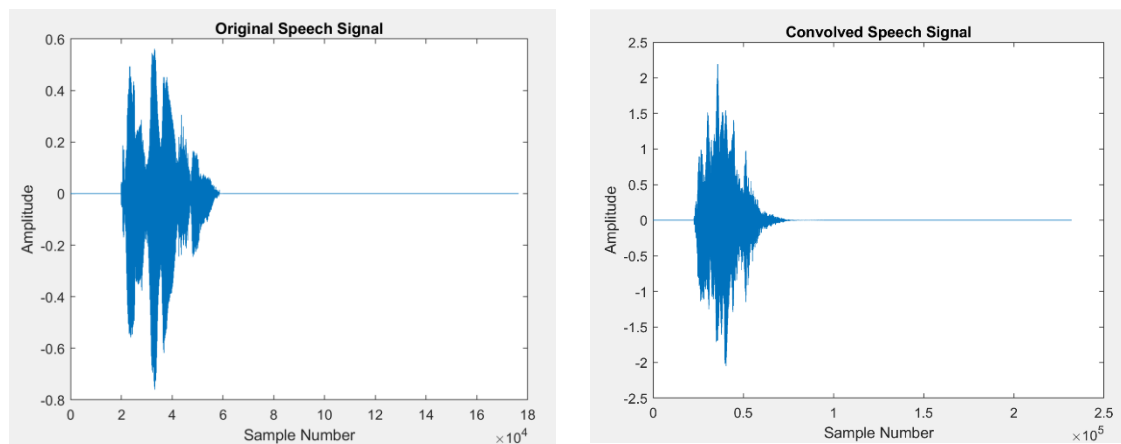 Original Speech Signal
0.6
0.4
0.2
0
-0.2
-0.4
-0.6
-0.8
Amplitude
0 2 4 6 8 10 12 14 16 18
Sample Number
×10^4
Convolved Speech Signal
2.5
2
1.5
1
0.5
0
-0.5
-1
-1.5
-2
-2.5
Amplitude
0 0.5 1 1.5 2 2.5
Sample Number
×10^5